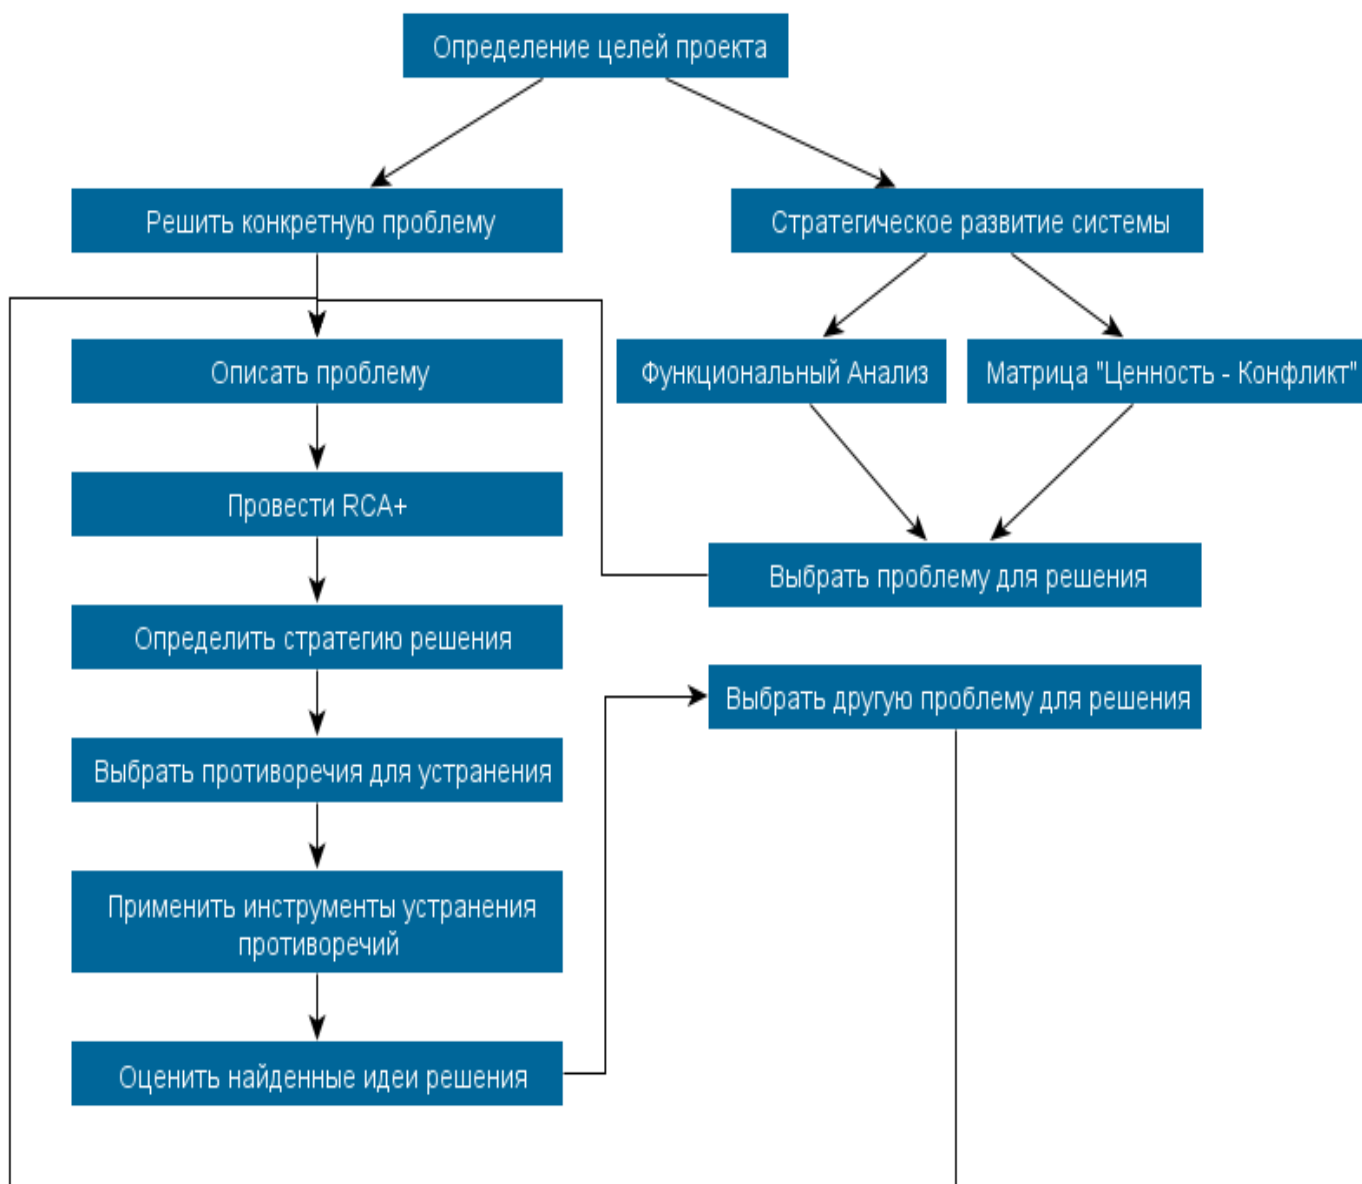 Определение целей проекта
Решить конкретную проблему
Стратегическое развитие системы
Описать проблему
Функциональный Анализ
Матрица "Ценность - Конфликт"
Провести RCA+
Выбрать проблему для решения
Определить стратегию решения
Выбрать другую проблему для решения
Выбрать противоречия для устранения
Применить инструменты устранения
противоречий
Оценить найденные идеи решения